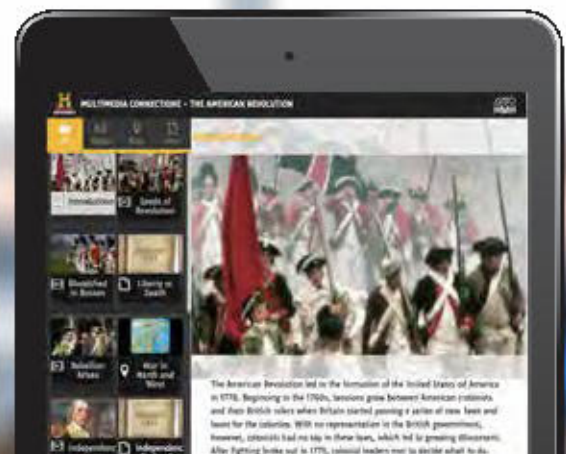 H
MULTIMEDIA CONNECTIONS • THE AMERICAN REVOLUTION
Introduction
Seeds of
Revolution
Bloodshed
in Boston
Liberty or
Death
Rebellion
Arises
War in
North and
West
Independence
Independenc
The American Revolution led to the formation of the United States of America
in 1776. Beginning in the 1760s, tensions grew between American colonists
and their British rulers when Britain started passing a series of new laws and
taxes for the colonies. With no representation in the British government,
however, colonists had no say in these laws, which led to growing discontent.
After fighting broke out in 1775, colonial leaders met to decide what to do.